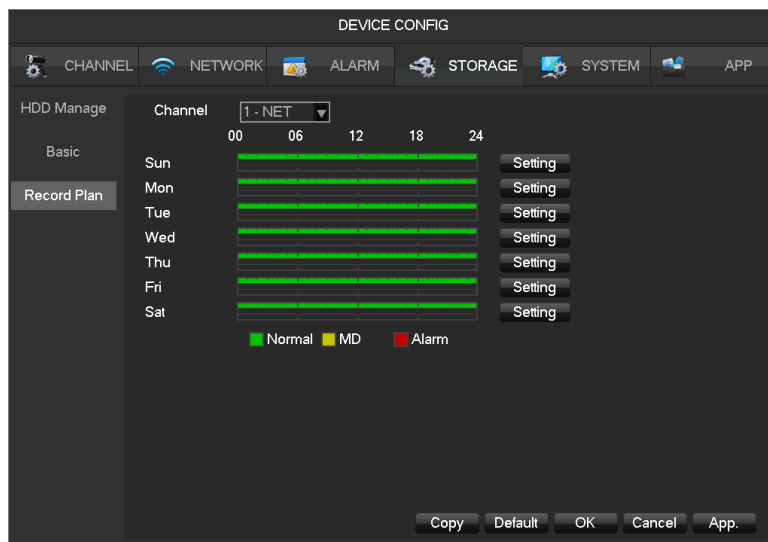 DEVICE CONFIG
CHANNEL NETWORK ALARM STORAGE SYSTEM APP
HDD Manage
Basic
Record Plan
Channel 1 - NET
00 06 12 18 24
Sun Setting
Mon Setting
Tue Setting
Wed Setting
Thu Setting
Fri Setting
Sat Setting
Normal MD Alarm
Copy Default OK Cancel App.